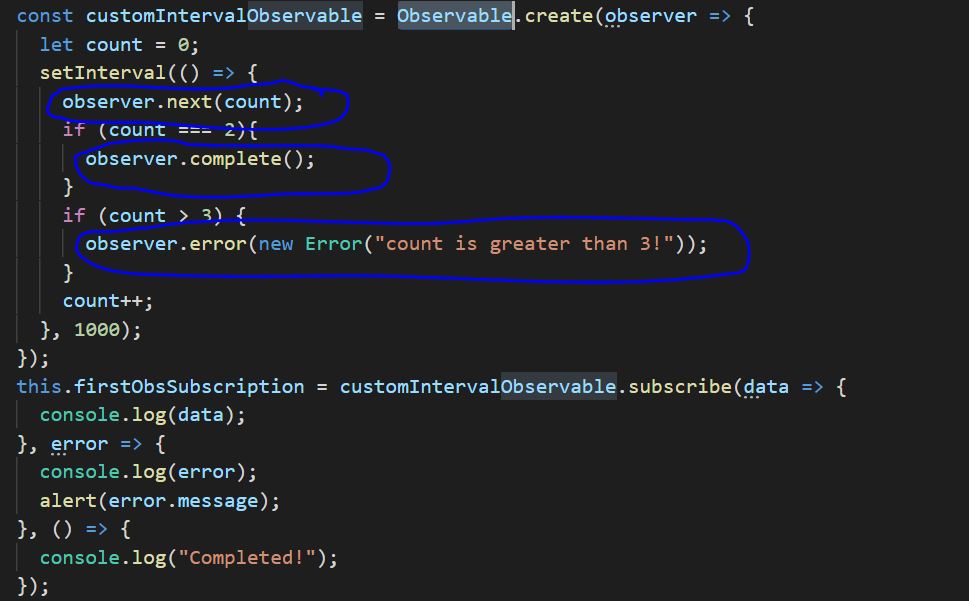 const customIntervalObservable = Observable.create(observer => {
let count = 0;
setInterval(() => {
observer.next(count);
if (count === 2){
observer.complete();
}
if (count > 3) {
observer.error(new Error("count is greater than 3!"));
}
count++;
}, 1000);
});
this.firstObsSubscription = customIntervalObservable.subscribe(data => {
console.log(data);
}, error => {
console.log(error);
alert(error.message);
}, () => {
console.log("Completed!");
});